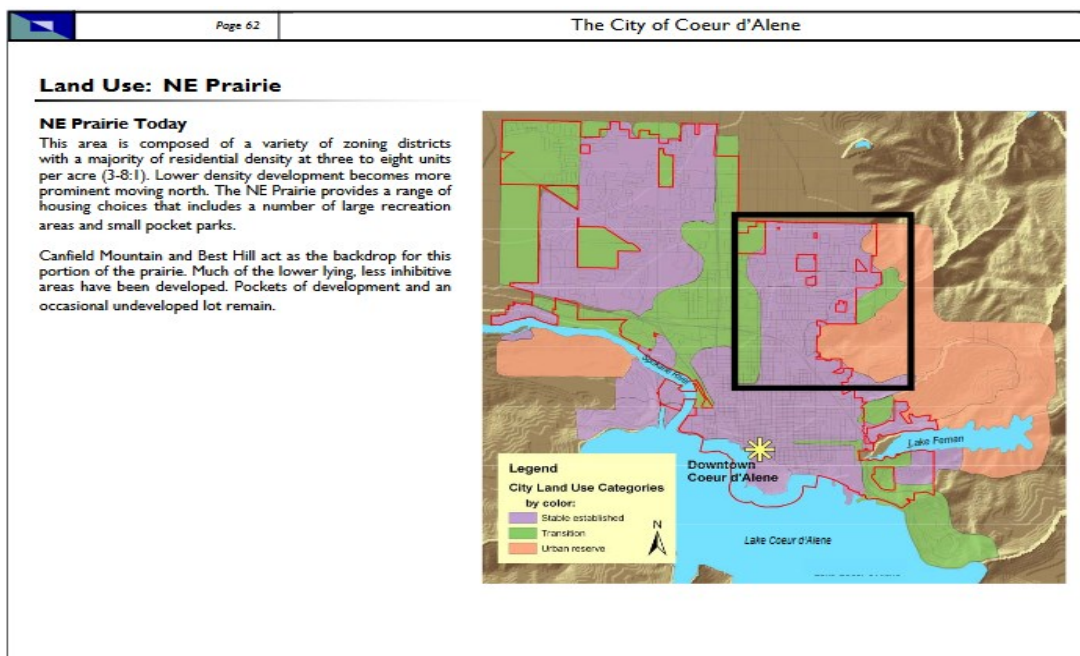 Page 62
The City of Coeur d'Alene
Land Use: NE Prairie
NE Prairie Today
This area is composed of a variety of zoning districts
with a majority of residential density at three to eight units
per acre (3-8:1). Lower density development becomes more
prominent moving north. The NE Prairie provides a range of
housing choices that includes a number of large recreation
areas and small pocket parks.
Canfield Mountain and Best Hill act as the backdrop for this
portion of the prairie. Much of the lower lying, less inhibitive
areas have been developed. Pockets of development and an
occasional undeveloped lot remain.
Spokane River
Lake Fernan
Downtown
Coeur d'Alene
Legend
City Land Use Categories
by color:
Stable established
Transition
Urban reserve
N
Lake Coeur d'Alene